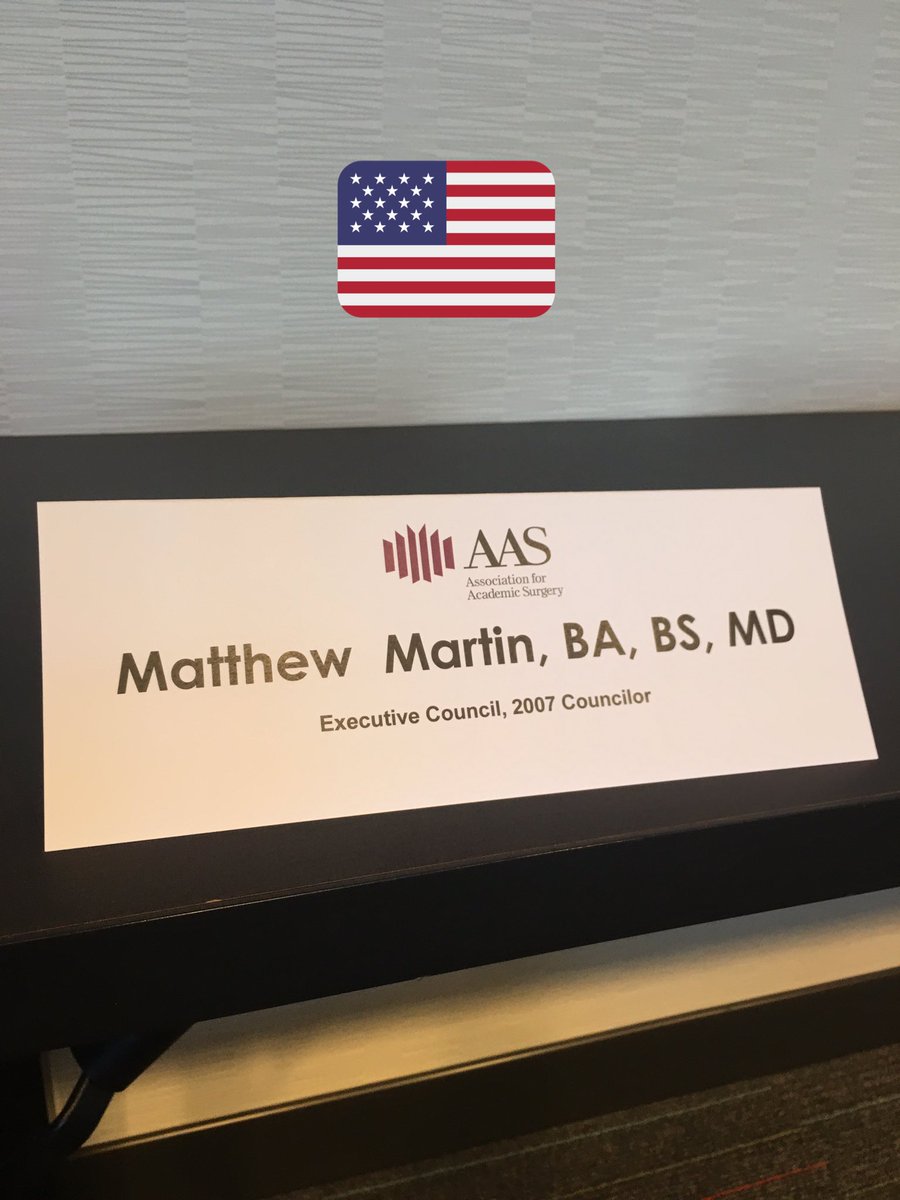 AAS
Association for
Academic Surgery
Matthew Martin, BA, BS, MD
Executive Council, 2007 Councilor